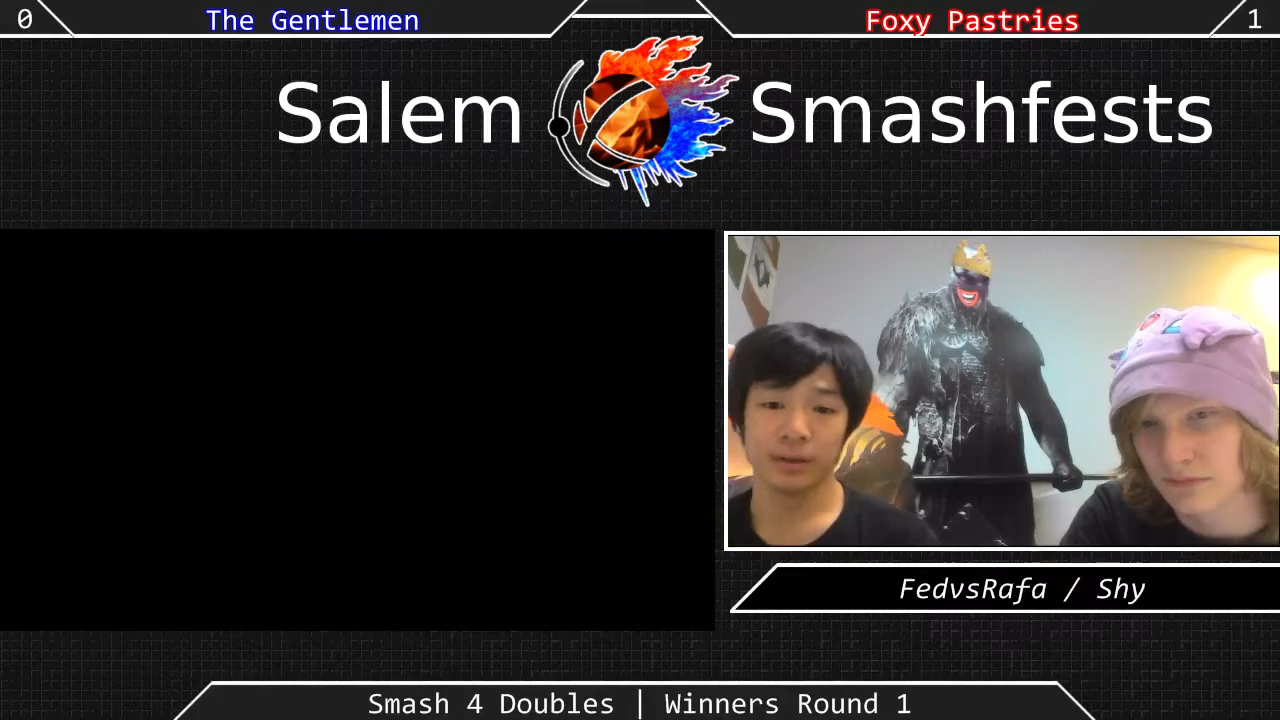 0
The Gentlemen
Foxy Pastries
1
Salem Smashfests
FedvsRafa / Shy
Smash 4 Doubles | Winners Round 1